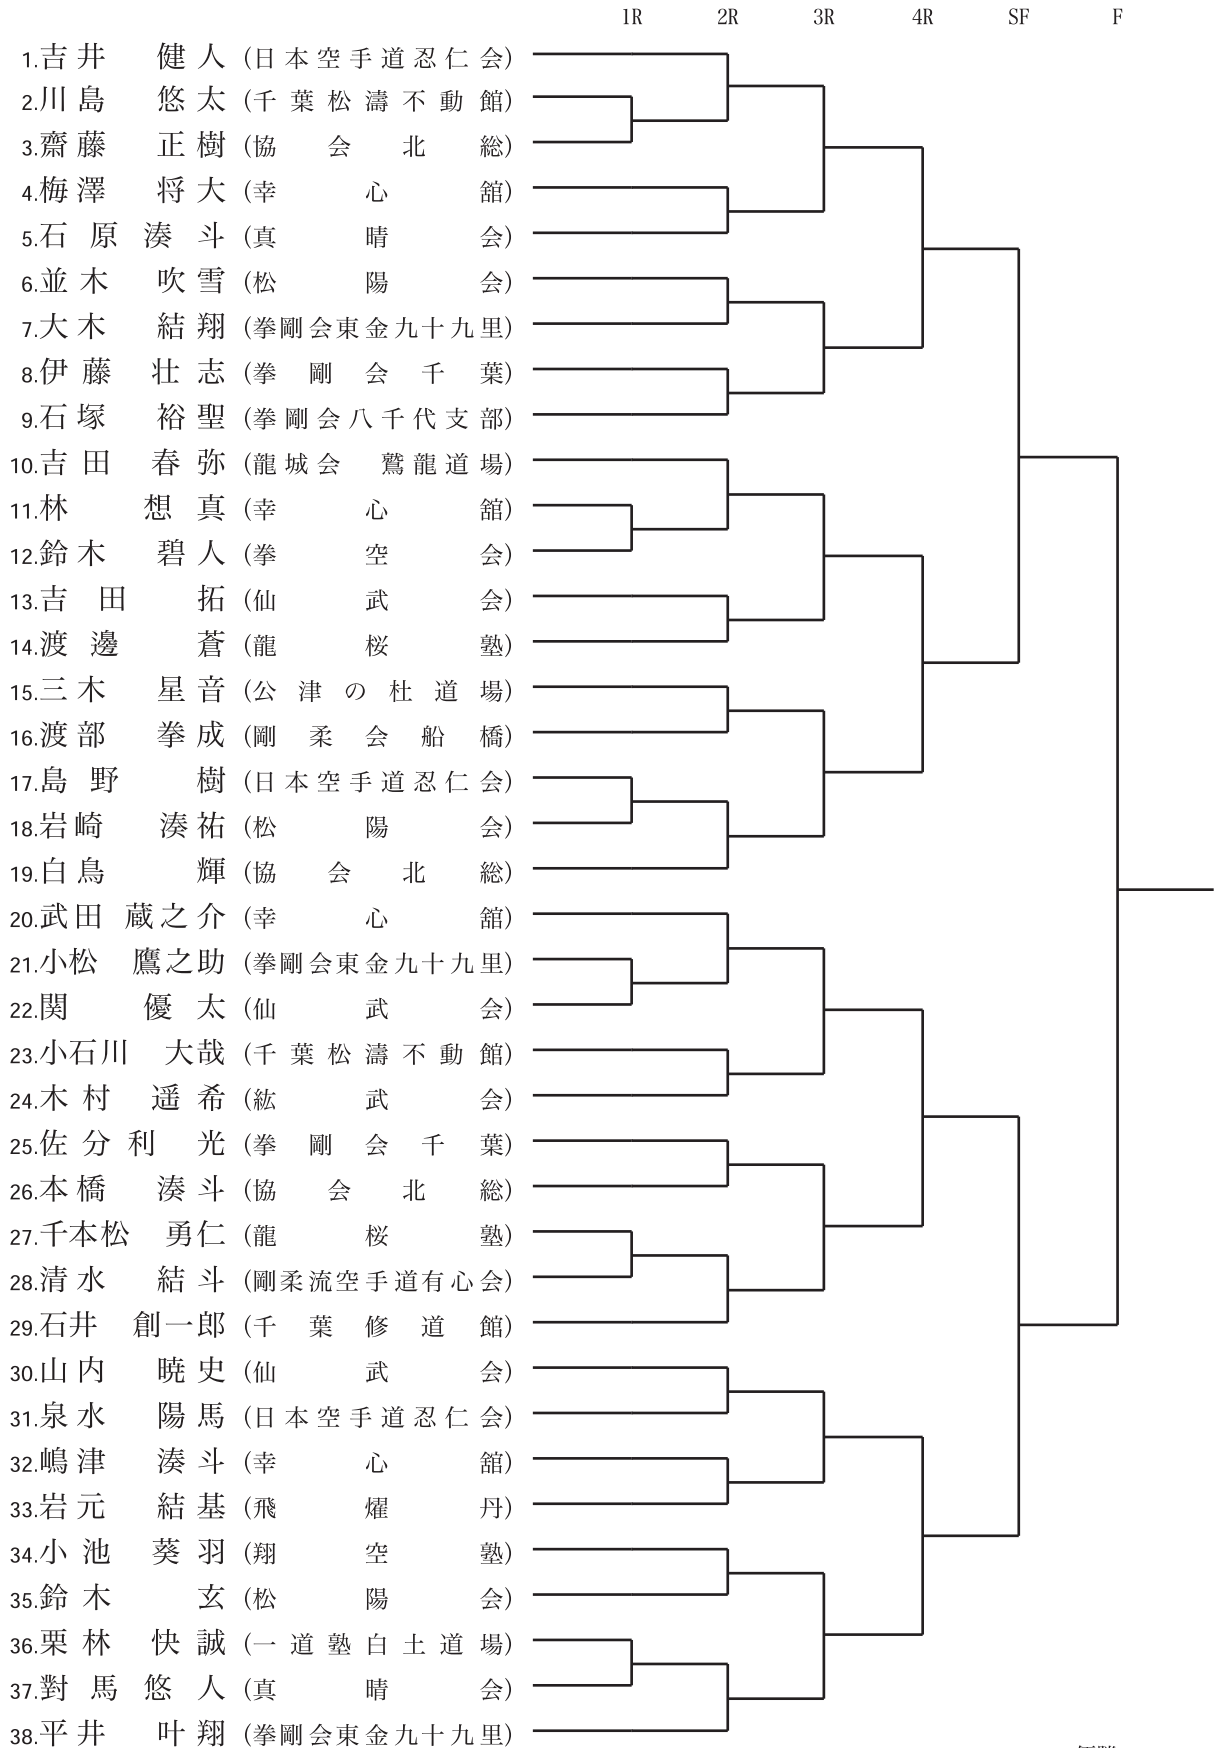 1R 2R 3R 4R SF F
1.吉井 健人 (日本空手道忍仁会)
2.川島 悠太 (千葉松濤不動館)
3.齋藤 正樹 (協会北総)
4.梅澤 将大 (幸心舘)
5.石原湊斗 (真晴会)
6.並木 吹雪 (松陽会)
7.大木 結翔 (拳剛会東金九十九里)
8.伊藤 壮志 (拳剛会千葉)
9.石塚 裕聖 (拳剛会八千代支部)
10.吉田 春弥 (龍城会 鷲龍道場)
11.林 想真 (幸心舘)
12.鈴木 碧人 (拳空会)
13.吉田 拓 (仙武会)
14.渡邊 蒼 (龍桜塾)
15.三木 星音 (公津の杜道場)
16.渡部 拳成 (剛柔会船橋)
17.島野 樹 (日本空手道忍仁会)
18.岩崎 湊祐 (松陽会)
19.白鳥 輝 (協会北総)
20.武田 蔵之介 (幸心舘)
21.小松 鷹之助 (拳剛会東金九十九里)
22.関 優太 (仙武会)
23.小石川 大哉 (千葉松濤不動館)
24.木村 遥希 (紘武会)
25.佐分利 光 (拳剛会千葉)
26.本橋 湊斗 (協会北総)
27.千本松 勇仁 (龍桜塾)
28.清水 結斗 (剛柔流空手道有心会)
29.石井 創一郎 (千葉修道館)
30.山内 暁史 (仙武会)
31.泉水 陽馬 (日本空手道忍仁会)
32.嶋津 湊斗 (幸心舘)
33.岩元 結基 (飛燿丹)
34.小池 葵羽 (翔空塾)
35.鈴木 玄 (松陽会)
36.栗林 快誠 (一道塾白土道場)
37.對馬悠人 (真晴会)
38.平井 叶翔 (拳剛会東金九十九里)